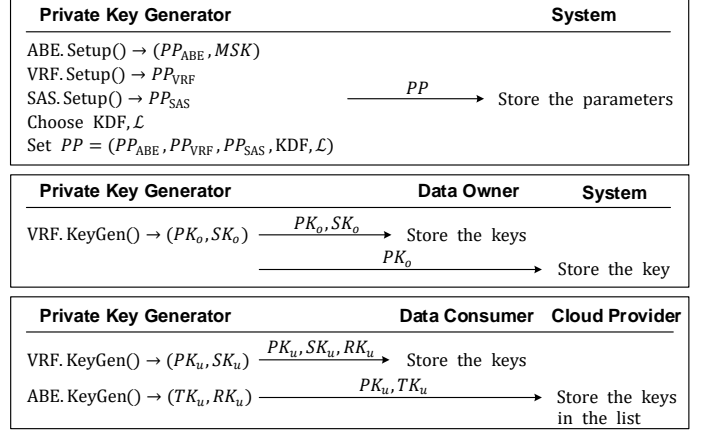 Private Key Generator System
ABE. Setup() → (PP_ABE, MSK)
VRF. Setup() → PP_VRF
SAS. Setup() → PP_SAS PP Store the parameters
Choose KDF, ℒ
Set PP = (PP_ABE, PP_VRF, PP_SAS, KDF, ℒ)
Private Key Generator Data Owner System
VRF. KeyGen() → (PK_o, SK_o) PK_o, SK_o Store the keys
PK_o Store the key
Private Key Generator Data Consumer Cloud Provider
VRF. KeyGen() → (PK_u, SK_u) PK_u, SK_u, RK_u Store the keys
ABE. KeyGen() → (TK_u, RK_u) PK_u, TK_u Store the keys
in the list